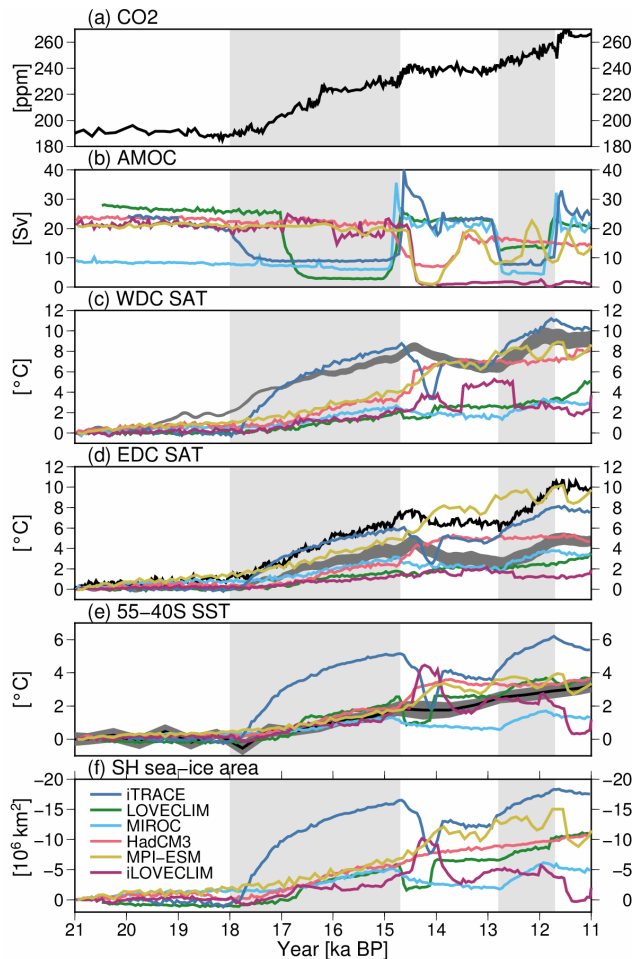 (a) CO2
260 260
[ppm] 240 240
220 220
200 200
180 180
(b) AMOC
40 40
30 30
[Sv] 20 20
10 10
0 0
(c) WDC SAT
12 12
10 10
8 8
[°C] 6 6
4 4
2 2
0 0
(d) EDC SAT
12 12
10 10
8 8
[°C] 6 6
4 4
2 2
0 0
(e) 55−40S SST
6 6
[°C] 4 4
2 2
0 0
(f) SH sea−ice area
−20 −20
[10⁶ km²] −15 −15
−10 −10
−5 −5
0 0
iTRACE
LOVECLIM
MIROC
HadCM3
MPI−ESM
iLOVECLIM
21 20 19 18 17 16 15 14 13 12 11
Year [ka BP]